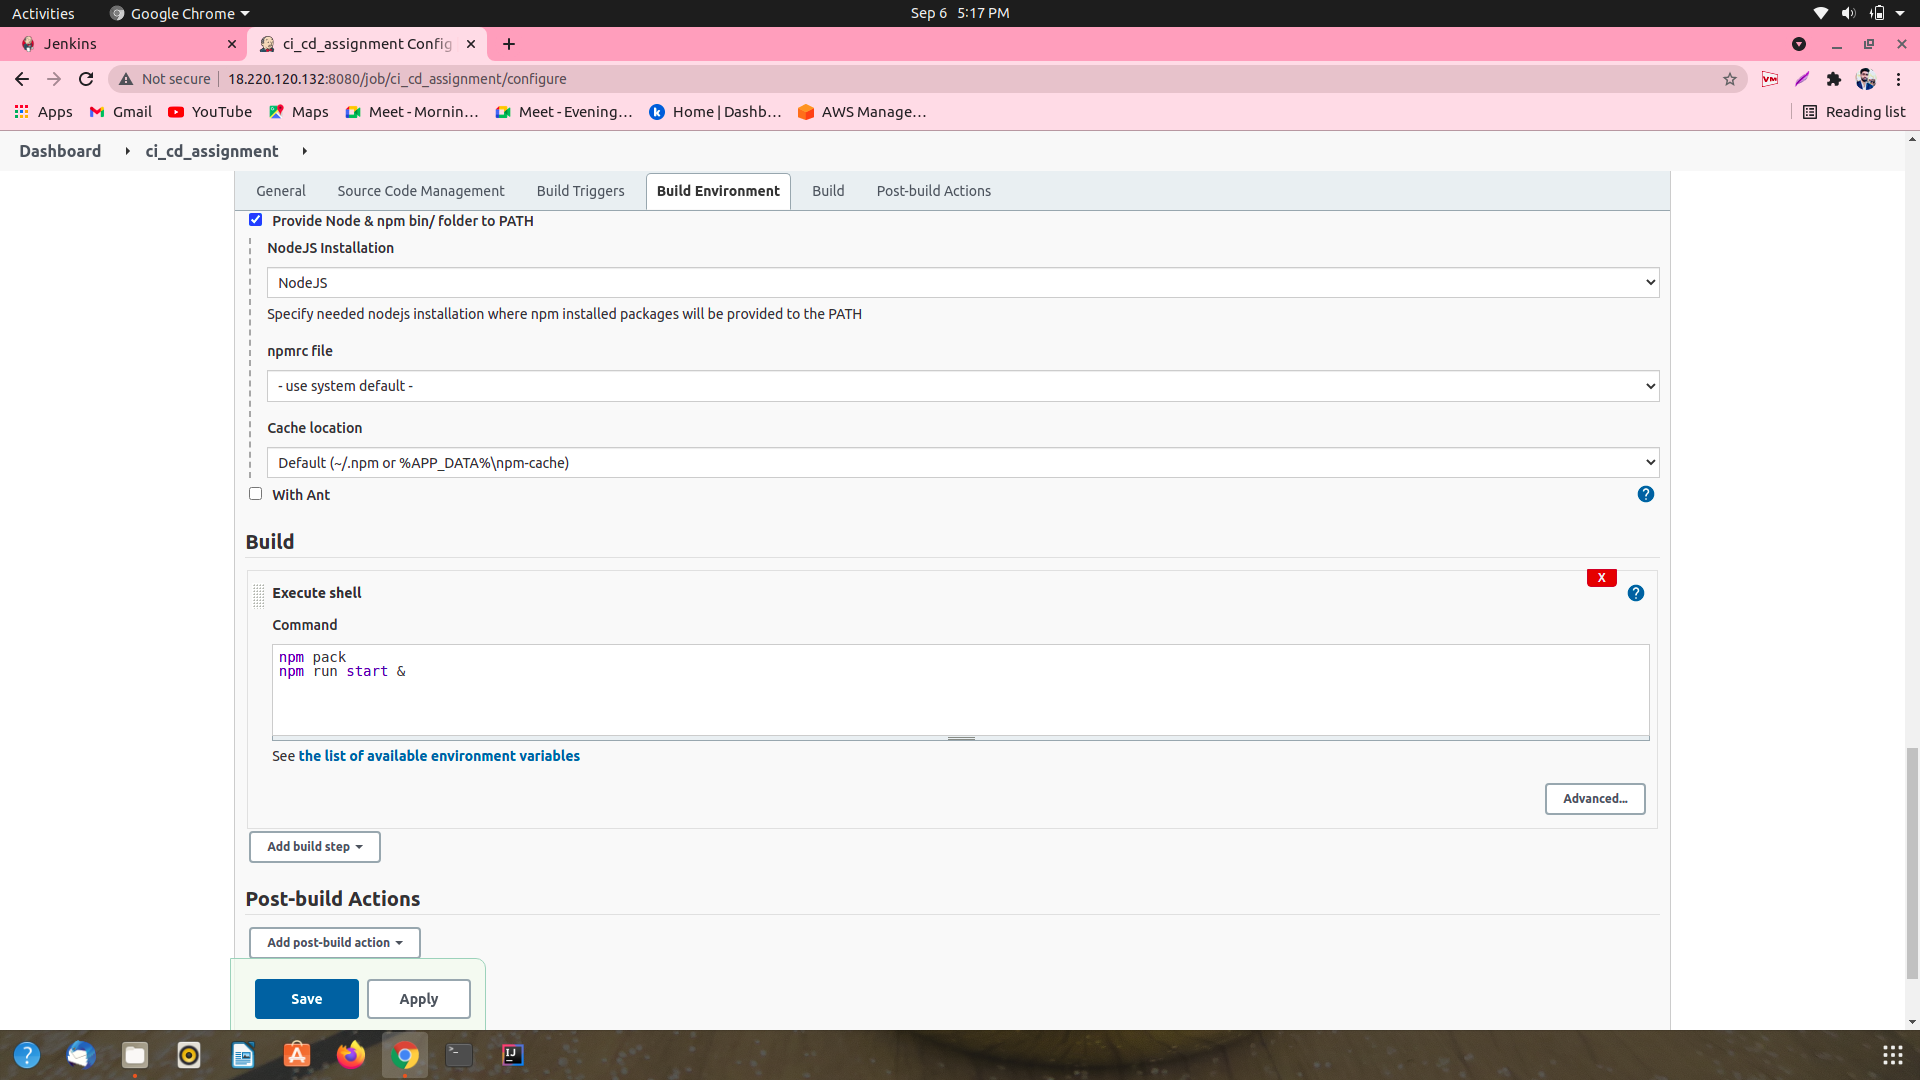 Activities
Google Chrome
Sep 6 5:17 PM
Jenkins
ci_cd_assignment Config
Not secure
18.220.120.132:8080/job/ci_cd_assignment/configure
Apps
Gmail
YouTube
Maps
Meet - Mornin...
Meet - Evening...
Home | Dashb...
AWS Manage...
Reading list
Dashboard
ci_cd_assignment
General
Source Code Management
Build Triggers
Build Environment
Build
Post-build Actions
Provide Node & npm bin/ folder to PATH
NodeJS Installation
NodeJS
Specify needed nodejs installation where npm installed packages will be provided to the PATH
npmrc file
- use system default -
Cache location
Default (~/.npm or %APP_DATA%\npm-cache)
With Ant
?
Build
X
Execute shell
?
Command
npm pack
npm run start &
See the list of available environment variables
Advanced...
Add build step
Post-build Actions
Add post-build action
Save
Apply